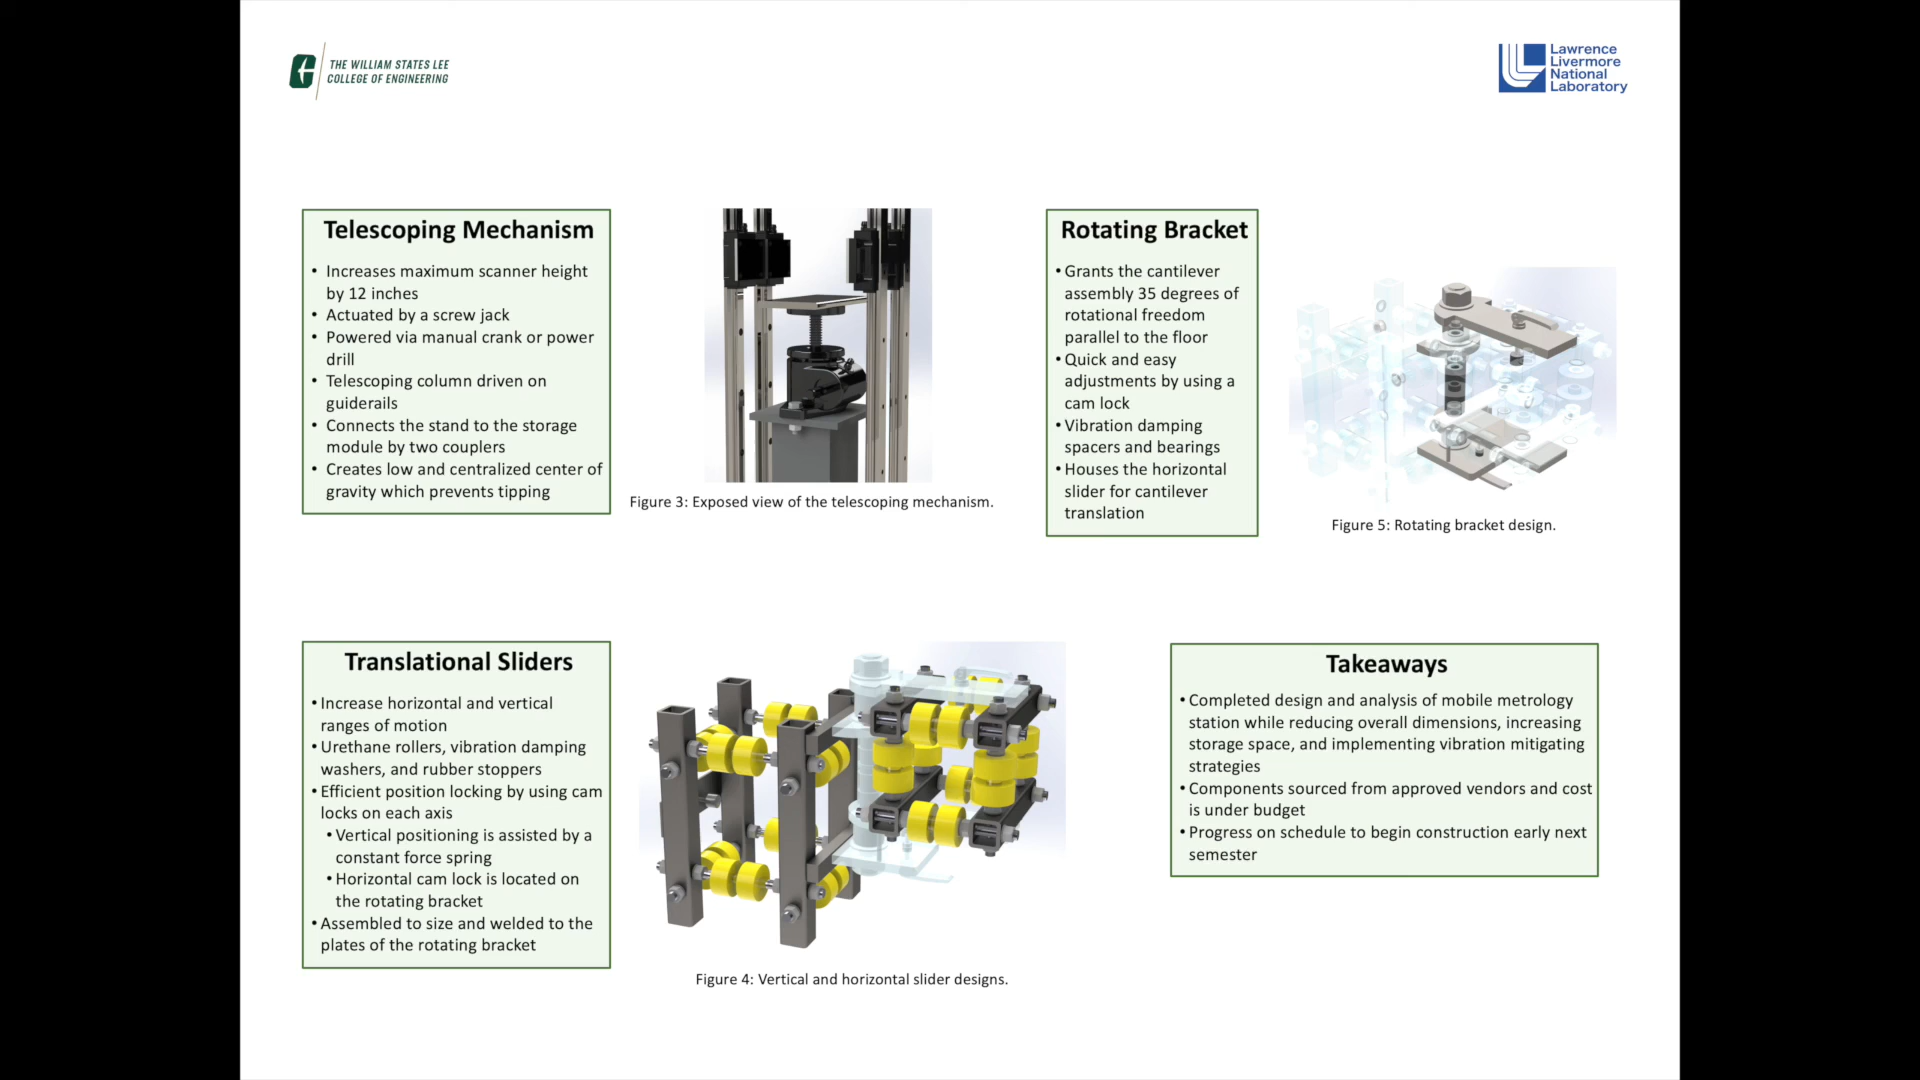 THE WILLIAM STATES LEE
COLLEGE OF ENGINEERING
Lawrence
Livermore
National
Laboratory
Telescoping Mechanism
• Increases maximum scanner height
by 12 inches
• Actuated by a screw jack
• Powered via manual crank or power
drill
• Telescoping column driven on
guiderails
• Connects the stand to the storage
module by two couplers
• Creates low and centralized center of
gravity which prevents tipping
Figure 3: Exposed view of the telescoping mechanism.
Rotating Bracket
• Grants the cantilever
assembly 35 degrees of
rotational freedom
parallel to the floor
• Quick and easy
adjustments by using a
cam lock
• Vibration damping
spacers and bearings
• Houses the horizontal
slider for cantilever
translation
Figure 5: Rotating bracket design.
Translational Sliders
• Increase horizontal and vertical
ranges of motion
• Urethane rollers, vibration damping
washers, and rubber stoppers
• Efficient position locking by using cam
locks on each axis
• Vertical positioning is assisted by a
constant force spring
• Horizontal cam lock is located on
the rotating bracket
• Assembled to size and welded to the
plates of the rotating bracket
Figure 4: Vertical and horizontal slider designs.
Takeaways
• Completed design and analysis of mobile metrology
station while reducing overall dimensions, increasing
storage space, and implementing vibration mitigating
strategies
• Components sourced from approved vendors and cost
is under budget
• Progress on schedule to begin construction early next
semester